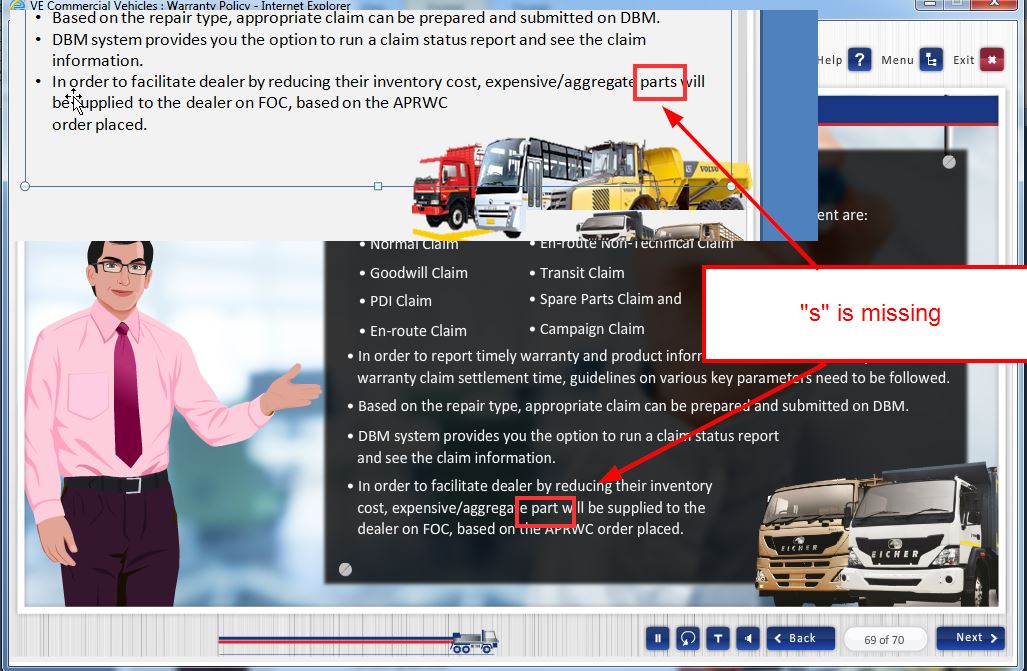 VE Commercial Vehicles : Warranty Policy - Internet Explorer
• Based on the repair type, appropriate claim can be prepared and submitted on DBM.
• DBM system provides you the option to run a claim status report and see the claim
information.
• In order to facilitate dealer by reducing their inventory cost, expensive/aggregate parts will
be supplied to the dealer on FOC, based on the APRWC
order placed.
Help ? Menu Exit
VOLVO
ent are:
"s" is missing
• Normal Claim
• En-route Non-Technical Claim
• Goodwill Claim
• Transit Claim
• PDI Claim
• Spare Parts Claim and
• En-route Claim
• Campaign Claim
• In order to report timely warranty and product infor
warranty claim settlement time, guidelines on various key parameters need to be followed.
• Based on the repair type, appropriate claim can be prepared and submitted on DBM.
• DBM system provides you the option to run a claim status report
and see the claim information.
• In order to facilitate dealer by reducing their inventory
cost, expensive/aggregate part will be supplied to the
dealer on FOC, based on the APRWC order placed.
EICHER
EICHER
T
Back
69 of 70
Next